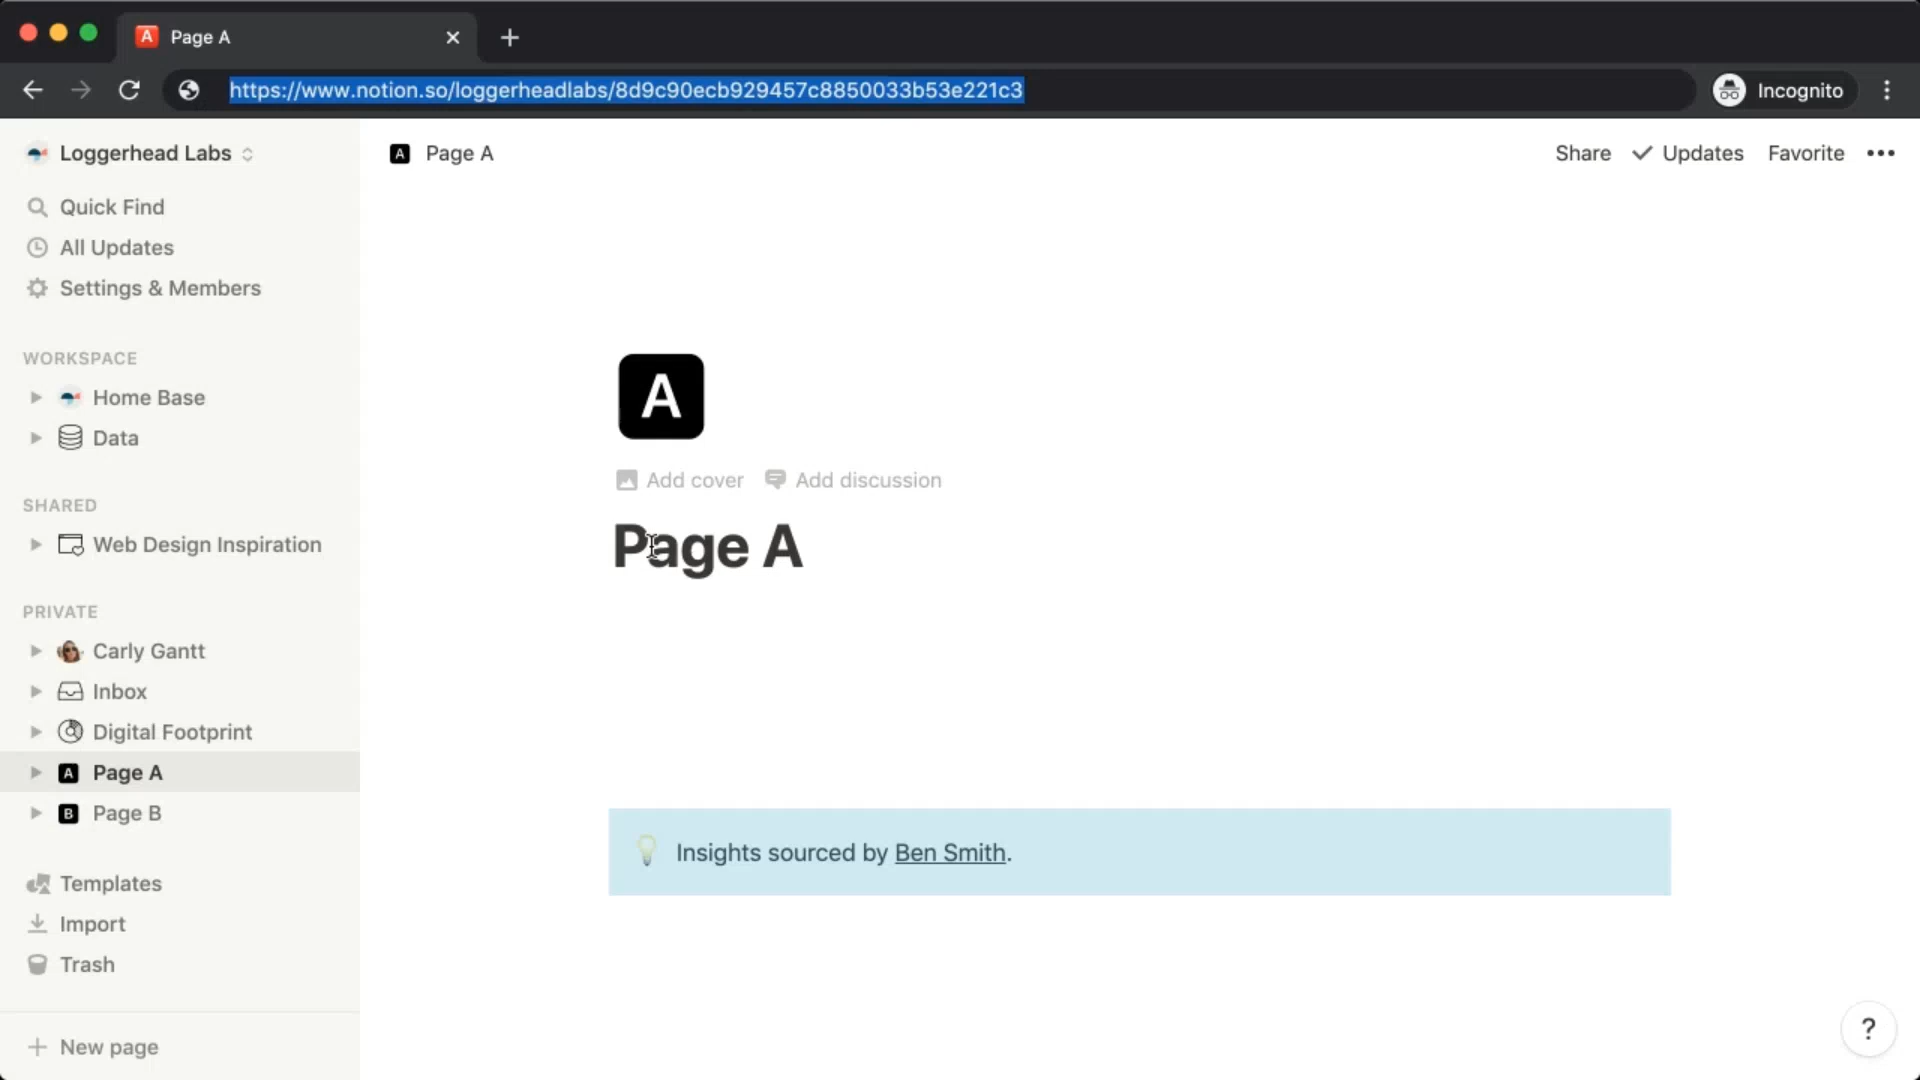 A Page A
https://www.notion.so/loggerheadlabs/8d9c90ecb929457c8850033b53e221c3
Incognito
Loggerhead Labs
A Page A
Share
Updates
Favorite
Quick Find
All Updates
Settings & Members
WORKSPACE
Home Base
Data
SHARED
Web Design Inspiration
PRIVATE
Carly Gantt
Inbox
Digital Footprint
A Page A
B Page B
Templates
Import
Trash
New page
A
Add cover
Add discussion
Page A
Insights sourced by Ben Smith.
?